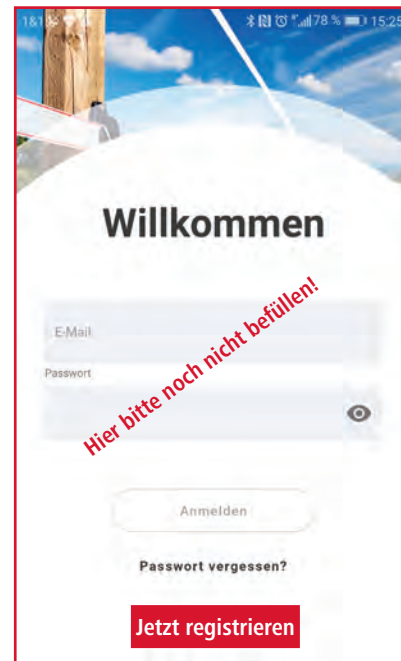 1&1 78 % 15:25
Willkommen
E-Mail
Hier bitte noch nicht befüllen!
Passwort
Anmelden
Passwort vergessen?
Jetzt registrieren